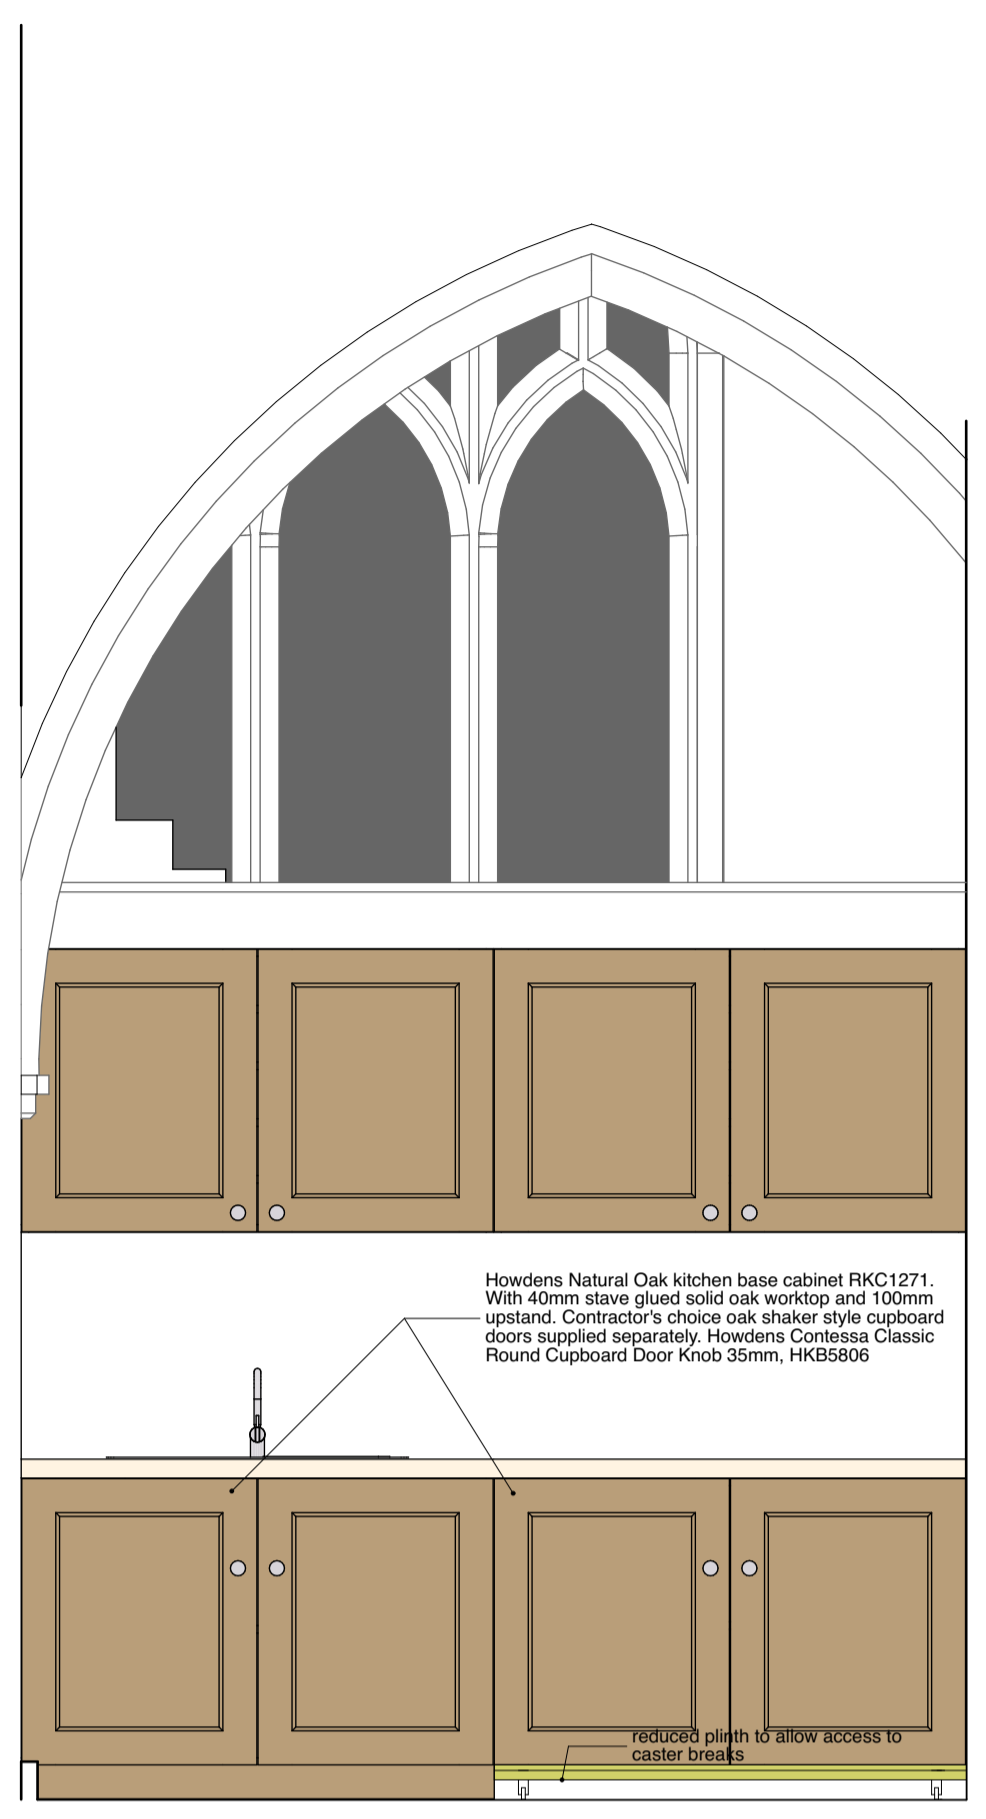 Howdens Natural Oak kitchen base cabinet RKC1271.
With 40mm stave glued solid oak worktop and 100mm
upstand. Contractor's choice oak shaker style cupboard
doors supplied separately. Howdens Contessa Classic
Round Cupboard Door Knob 35mm, HKB5806
reduced plinth to allow access to
caster breaks